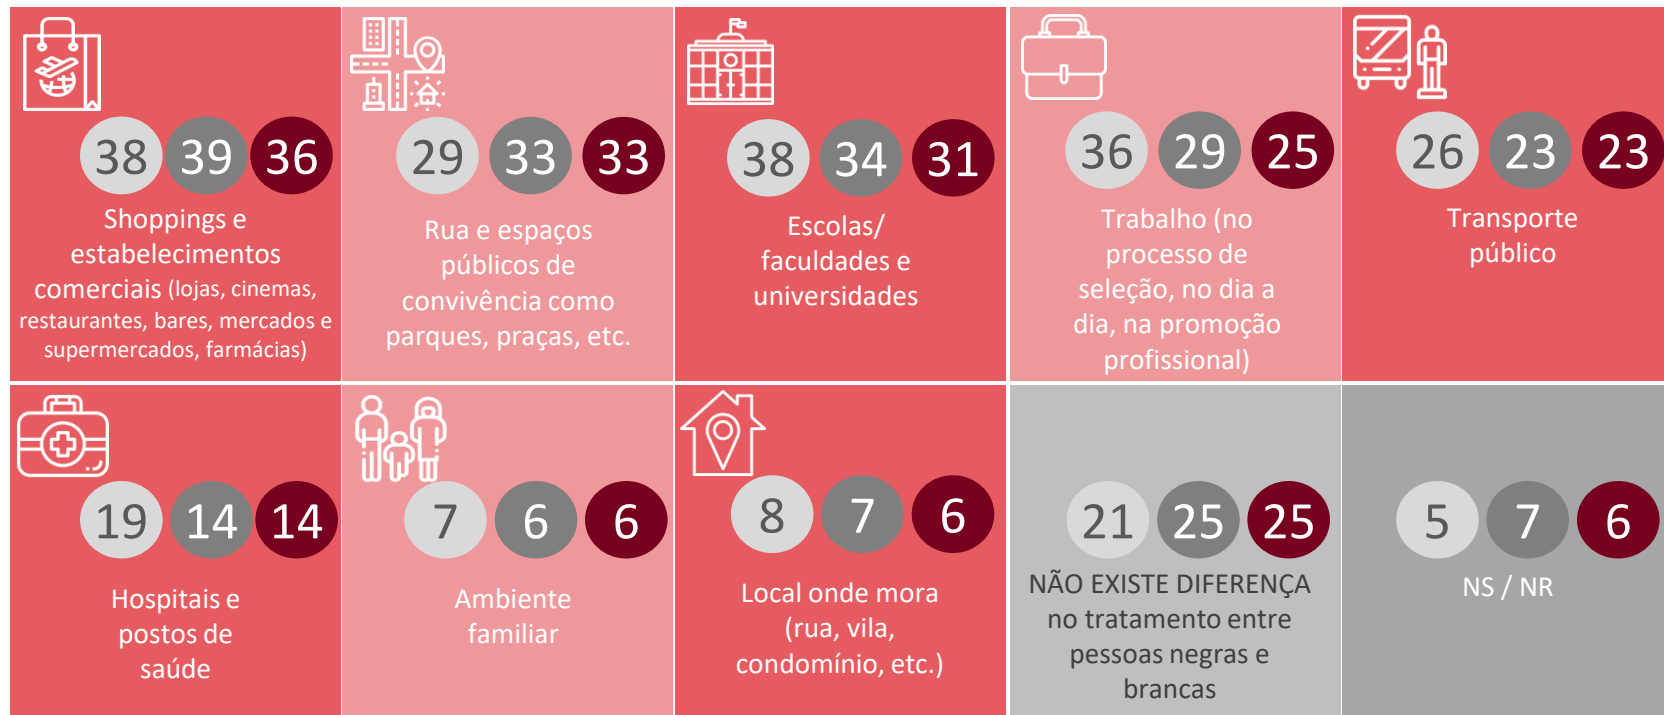 38 39 36
Shoppings e
estabelecimentos
comerciais (lojas, cinemas,
restaurantes, bares, mercados e
supermercados, farmácias)
29 33 33
Rua e espaços
públicos de
convivência como
parques, praças, etc.
38 34 31
Escolas/
faculdades e
universidades
36 29 25
Trabalho (no
processo de
seleção, no dia a
dia, na promoção
profissional)
26 23 23
Transporte
público
19 14 14
Hospitais e
postos de
saúde
7 6 6
Ambiente
familiar
8 7 6
Local onde mora
(rua, vila,
condomínio, etc.)
21 25 25
NÃO EXISTE DIFERENÇA
no tratamento entre
pessoas negras e
brancas
5 7 6
NS / NR